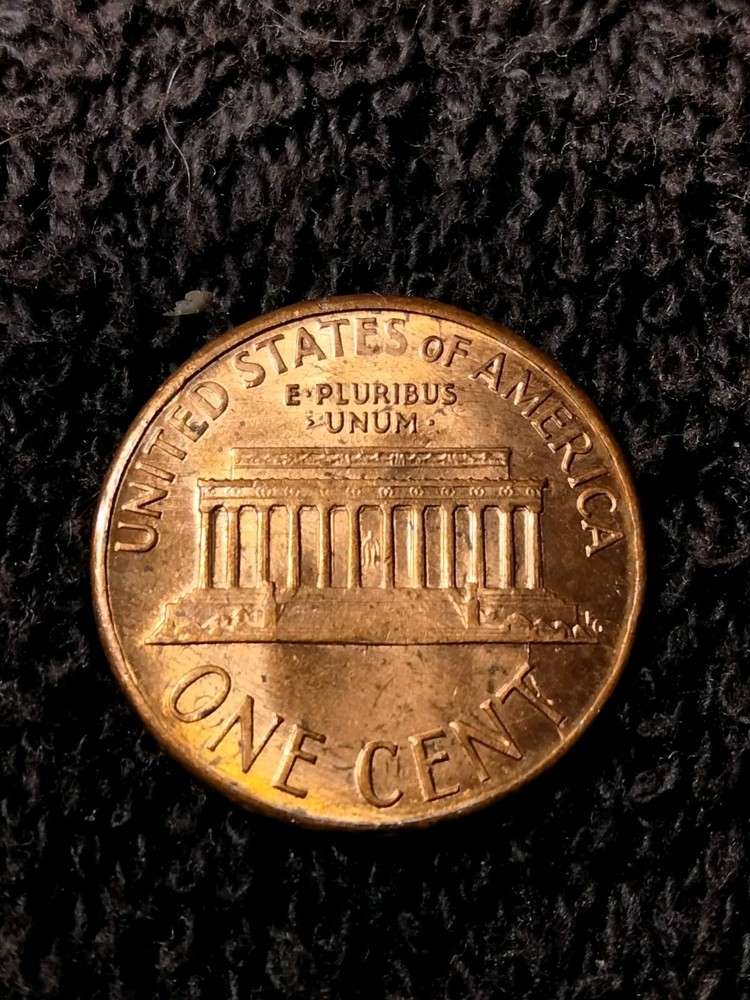 UNITED STATES OF AMERICA
E·PLURIBUS
·UNUM·
ONE CENT